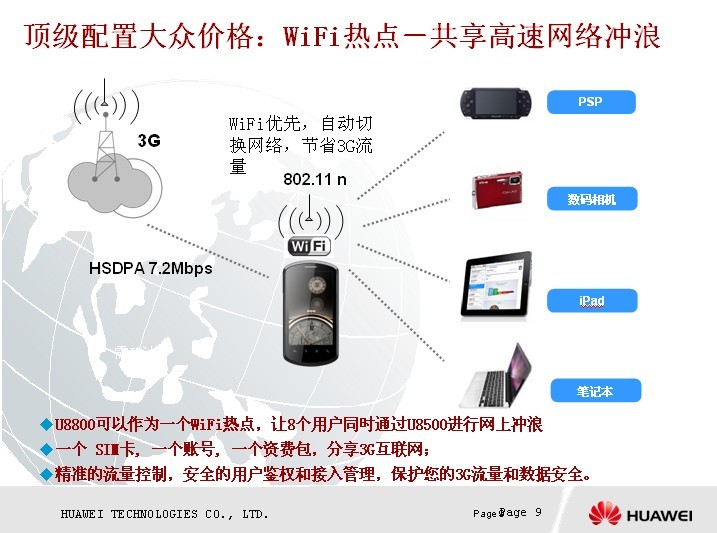 顶级配置大众价格：WiFi热点－共享高速网络冲浪
3G
WiFi优先，自动切
换网络，节省3G流
量
802.11 n
WiFi
HSDPA 7.2Mbps
PSP
数码相机
iPad
笔记本
U8800可以作为一个WiFi热点，让8个用户同时通过U8500进行网上冲浪
一个 SIM卡, 一个账号, 一个资费包，分享3G互联网；
精准的流量控制，安全的用户鉴权和接入管理，保护您的3G流量和数据安全。
HUAWEI TECHNOLOGIES CO., LTD.
Page
Page 9
HUAWEI